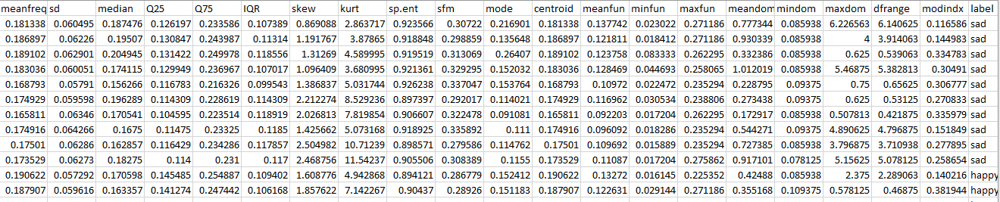 meanfreq sd median Q25 Q75 IQR skew kurt sp.ent sfm mode centroid meanfun minfun maxfun meandom mindom maxdom dfrange modindx label
0.181338 0.060495 0.187476 0.126197 0.233586 0.107389 0.869088 2.863717 0.923566 0.30722 0.216901 0.181338 0.137742 0.023022 0.271186 0.777344 0.085938 6.226563 6.140625 0.116586 sad
0.186897 0.06226 0.19507 0.130847 0.243987 0.11314 1.191767 3.87865 0.918848 0.298859 0.135648 0.186897 0.121811 0.018412 0.271186 0.930339 0.085938 4 3.914063 0.144983 sad
0.189102 0.062901 0.204945 0.131422 0.249978 0.118556 1.31269 4.589995 0.919519 0.313069 0.26407 0.189102 0.123758 0.083333 0.262295 0.332386 0.085938 0.625 0.539063 0.334783 sad
0.183036 0.060051 0.174115 0.129949 0.236967 0.107017 1.096409 3.680995 0.921361 0.329295 0.152032 0.183036 0.128469 0.044693 0.258065 1.012019 0.085938 5.46875 5.382813 0.30491 sad
0.168793 0.05791 0.156266 0.116783 0.216326 0.099543 1.386837 5.031744 0.926238 0.337047 0.153764 0.168793 0.10972 0.022472 0.235294 0.228795 0.09375 0.75 0.65625 0.306777 sad
0.174929 0.059598 0.196289 0.114309 0.228619 0.114309 2.212274 8.529236 0.897397 0.292017 0.114021 0.174929 0.116962 0.030534 0.238806 0.273438 0.09375 0.625 0.53125 0.270833 sad
0.165811 0.06346 0.170541 0.104595 0.223514 0.118919 2.026813 7.819854 0.906607 0.322478 0.091081 0.165811 0.092203 0.017204 0.262295 0.172917 0.085938 0.507813 0.421875 0.335979 sad
0.174916 0.064266 0.1675 0.11475 0.23325 0.1185 1.425662 5.073168 0.918925 0.335892 0.111 0.174916 0.096092 0.018286 0.235294 0.544271 0.09375 4.890625 4.796875 0.151849 sad
0.17501 0.06286 0.162857 0.116429 0.234286 0.117857 2.504982 10.71239 0.898571 0.279586 0.114762 0.17501 0.109296 0.015889 0.235294 0.727385 0.085938 3.796875 3.710938 0.277895 sad
0.173529 0.06273 0.18275 0.114 0.231 0.117 2.468756 11.54237 0.905506 0.308389 0.1155 0.173529 0.11087 0.017204 0.275862 0.917101 0.078125 5.15625 5.078125 0.258654 sad
0.190622 0.057292 0.170598 0.145485 0.254887 0.109402 1.608776 4.942868 0.894121 0.286779 0.152412 0.190622 0.13272 0.016145 0.225352 0.42488 0.085938 2.375 2.289063 0.140216 happy
0.187907 0.059616 0.163357 0.141274 0.247442 0.106168 1.857622 7.142267 0.90437 0.28926 0.151183 0.187907 0.122631 0.029144 0.271186 0.355168 0.109375 0.578125 0.46875 0.381944 happy